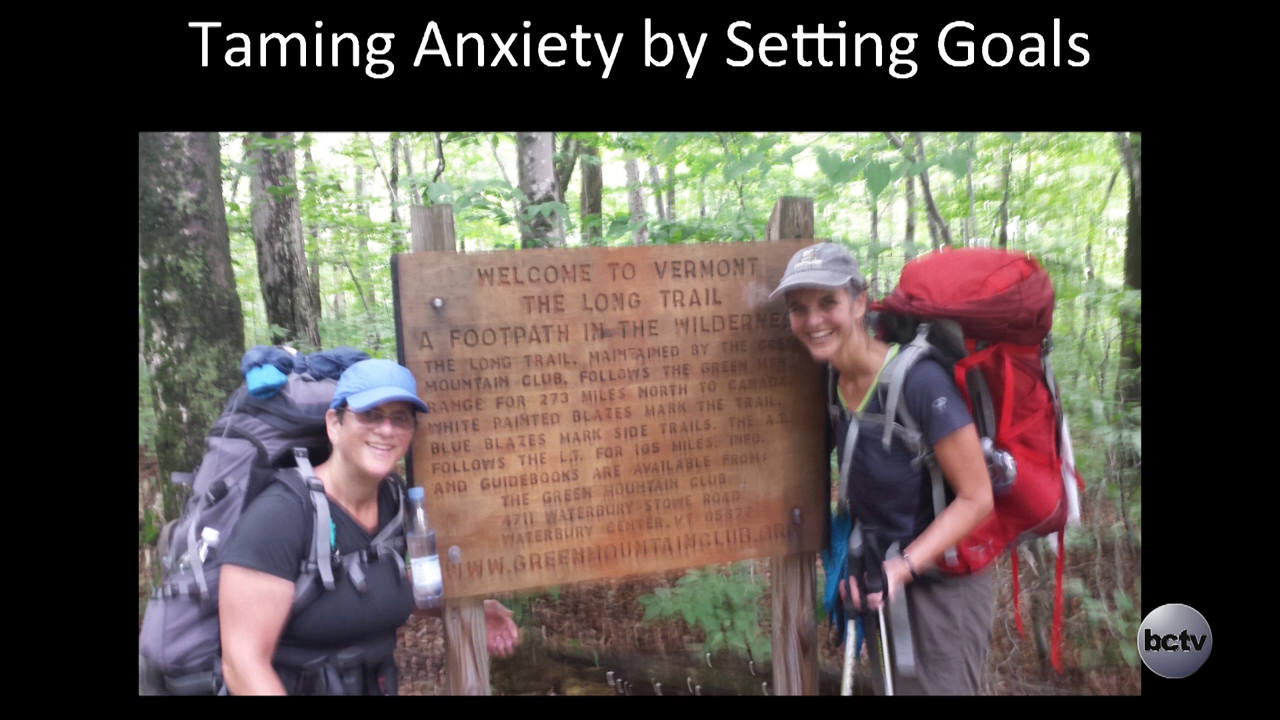 Taming Anxiety by Setting Goals
WELCOME TO VERMONT
THE LONG TRAIL
A FOOTPATH IN THE WILDERNE
THE LONG TRAIL, MAINTAINED BY THE
MOUNTAIN CLUB, FOLLOWS THE GREEN
RANGE FOR 273 MILES NORTH TO CANADA.
WHITE PAINTED BLAZES MARK THE TRAIL,
BLUE BLAZES MARK SIDE TRAILS. THE A.T.
FOLLOWS THE L.T. FOR 105 MILES. INFO.
AND GUIDEBOOKS ARE AVAILABLE FROM:
THE GREEN MOUNTAIN CLUB
4711 WATERBURY STOWE ROAD
WATERBURY CENTER, VT 05677
WWW.GREENMOUNTAINCLUB.ORG
bctv